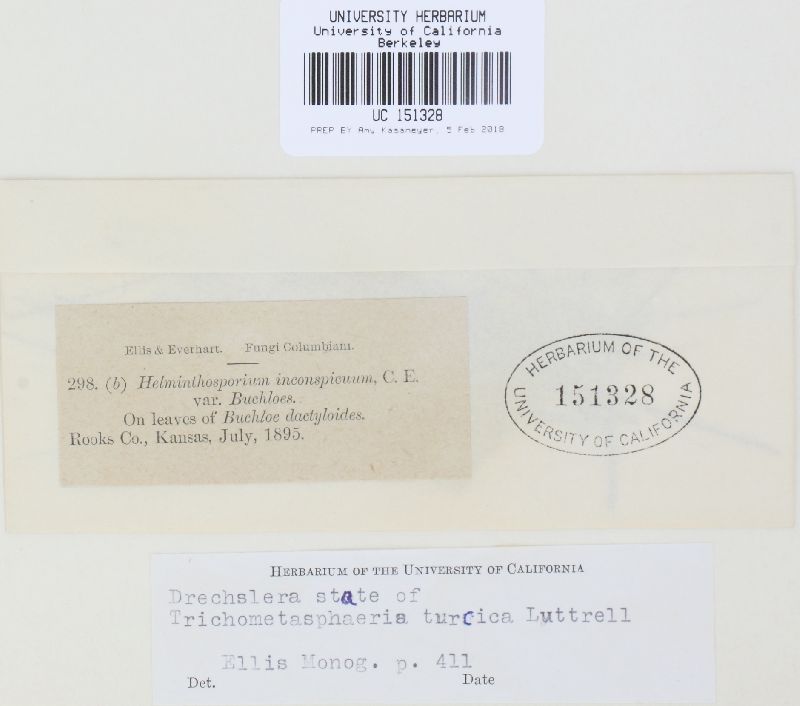 UNIVERSITY HERBARIUM
University of California
Berkeley
UC 151328
PREP BY Amy Kasameyer, 5 Feb 2018
Ellis & Everhart. Fungi Columbiani.
298. (b) Helminthosporium inconspicuum, C. E.
var. Buchloes.
On leaves of Buchloe dactyloides.
Rooks Co., Kansas, July, 1895.
HERBARIUM OF THE
151328
UNIVERSITY OF CALIFORNIA
HERBARIUM OF THE UNIVERSITY OF CALIFORNIA
Drechslera state of
Trichometasphaeria turcica Luttrell
Ellis Monog. p. 411
Det. Date